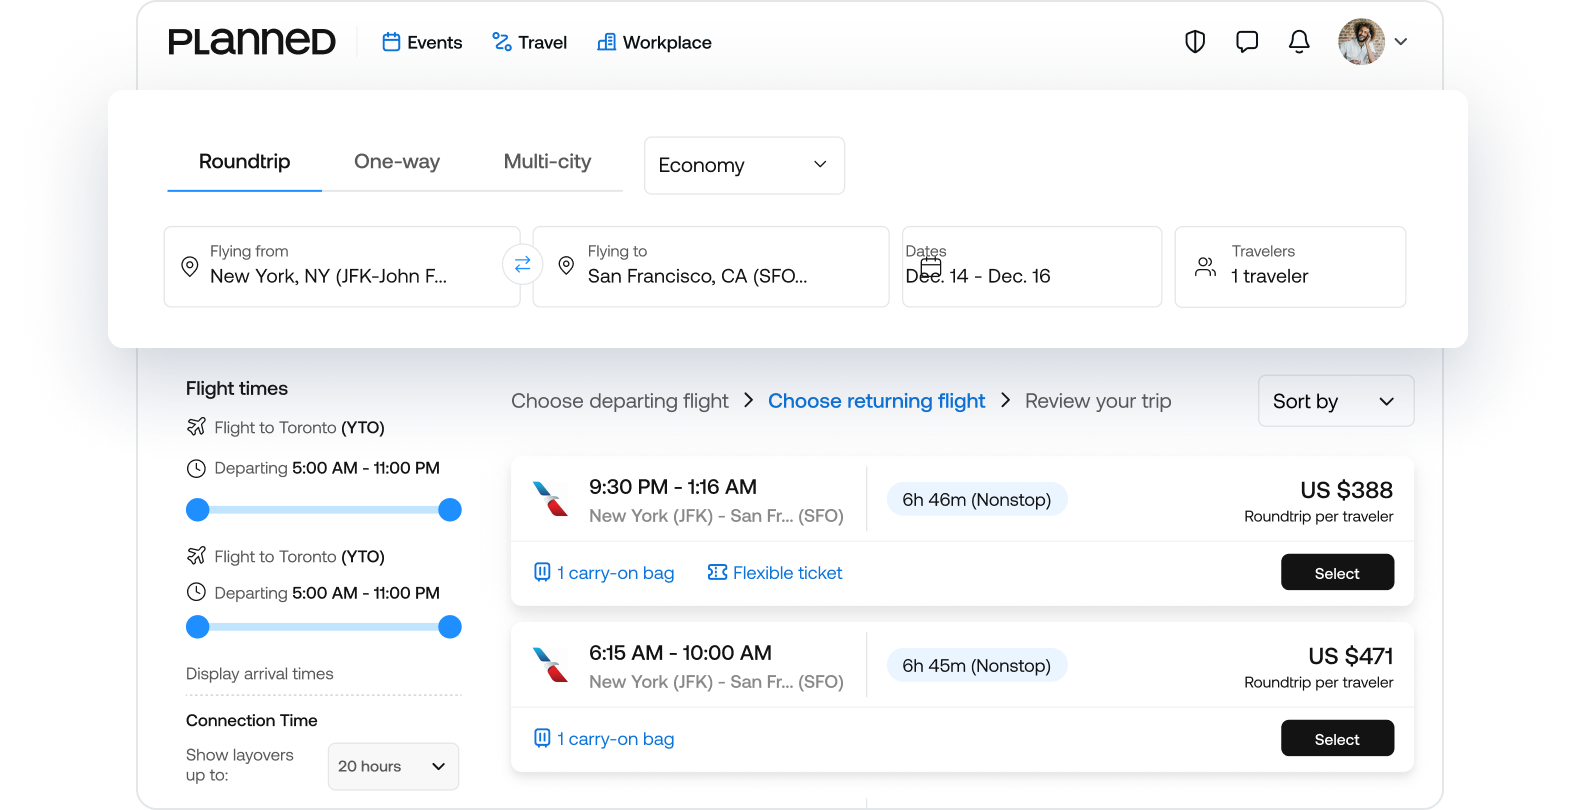 PLANNED
Events
Travel
Workplace
Roundtrip
One-way
Multi-city
Economy
Flying from
New York, NY (JFK-John F...
Flying to
San Francisco, CA (SFO...
Dates
Dec. 14 - Dec. 16
Travelers
1 traveler
Flight times
Flight to Toronto (YTO)
Departing 5:00 AM - 11:00 PM
Flight to Toronto (YTO)
Departing 5:00 AM - 11:00 PM
Display arrival times
Connection Time
Show layovers
up to:
20 hours
Choose departing flight
Choose returning flight
Review your trip
Sort by
9:30 PM - 1:16 AM
New York (JFK) - San Fr... (SFO)
6h 46m (Nonstop)
US $388
Roundtrip per traveler
1 carry-on bag
Flexible ticket
Select
6:15 AM - 10:00 AM
New York (JFK) - San Fr... (SFO)
6h 45m (Nonstop)
US $471
Roundtrip per traveler
1 carry-on bag
Select